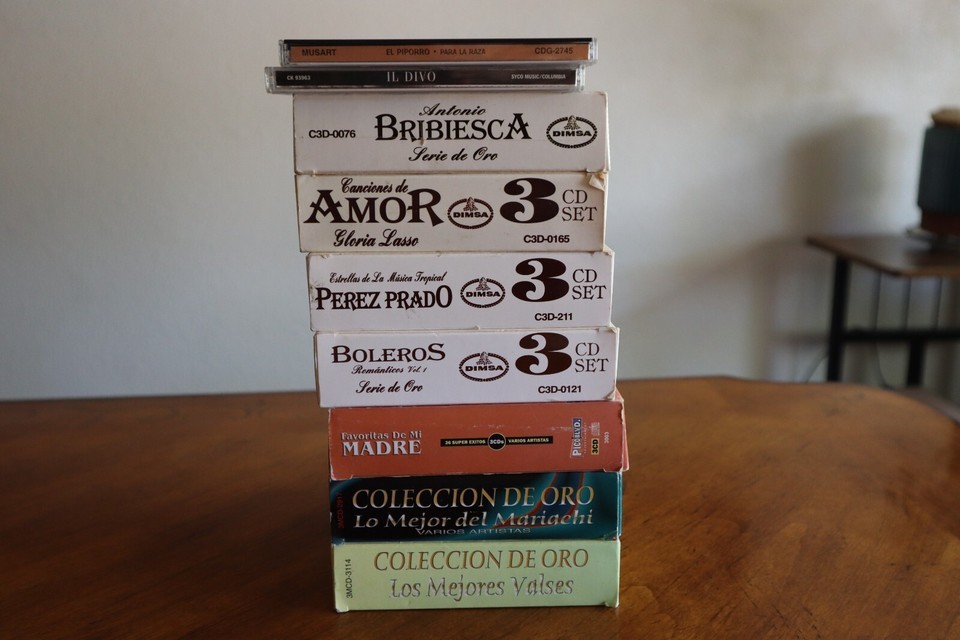 MUSART EL PIPORRO • PARA LA RAZA CDG-2745
CK 93963 IL DIVO SYCO MUSIC/COLUMBIA
Antonio
C3D-0076 BRIBIESCA DIMSA
Serie de Oro
Canciones de
AMOR DIMSA 3 CD SET
Gloria Lasso C3D-0165
Estrellas de La Música Tropical
PEREZ PRADO DIMSA 3 CD SET
C3D-211
BOLEROS DIMSA 3 CD SET
Románticos Vol. 1
Serie de Oro C3D-0121
Favoritas De Mi
MADRE 36 SUPER EXITOS 3CDs VARIOS ARTISTAS 3CD
COLECCION DE ORO
Lo Mejor del Mariachi
VARIOS ARTISTAS
3MCD-3114 COLECCION DE ORO
Los Mejores Valses